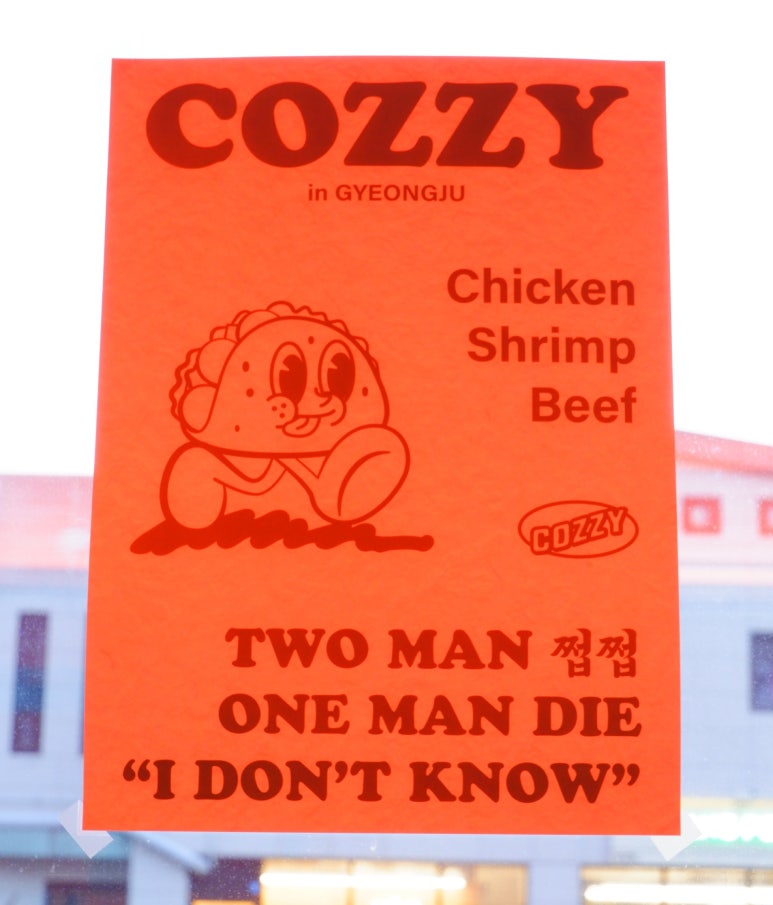 COZZY
in GYEONGJU
Chicken
Shrimp
Beef
COZZY
TWO MAN 쩝쩝
ONE MAN DIE
“I DON’T KNOW”